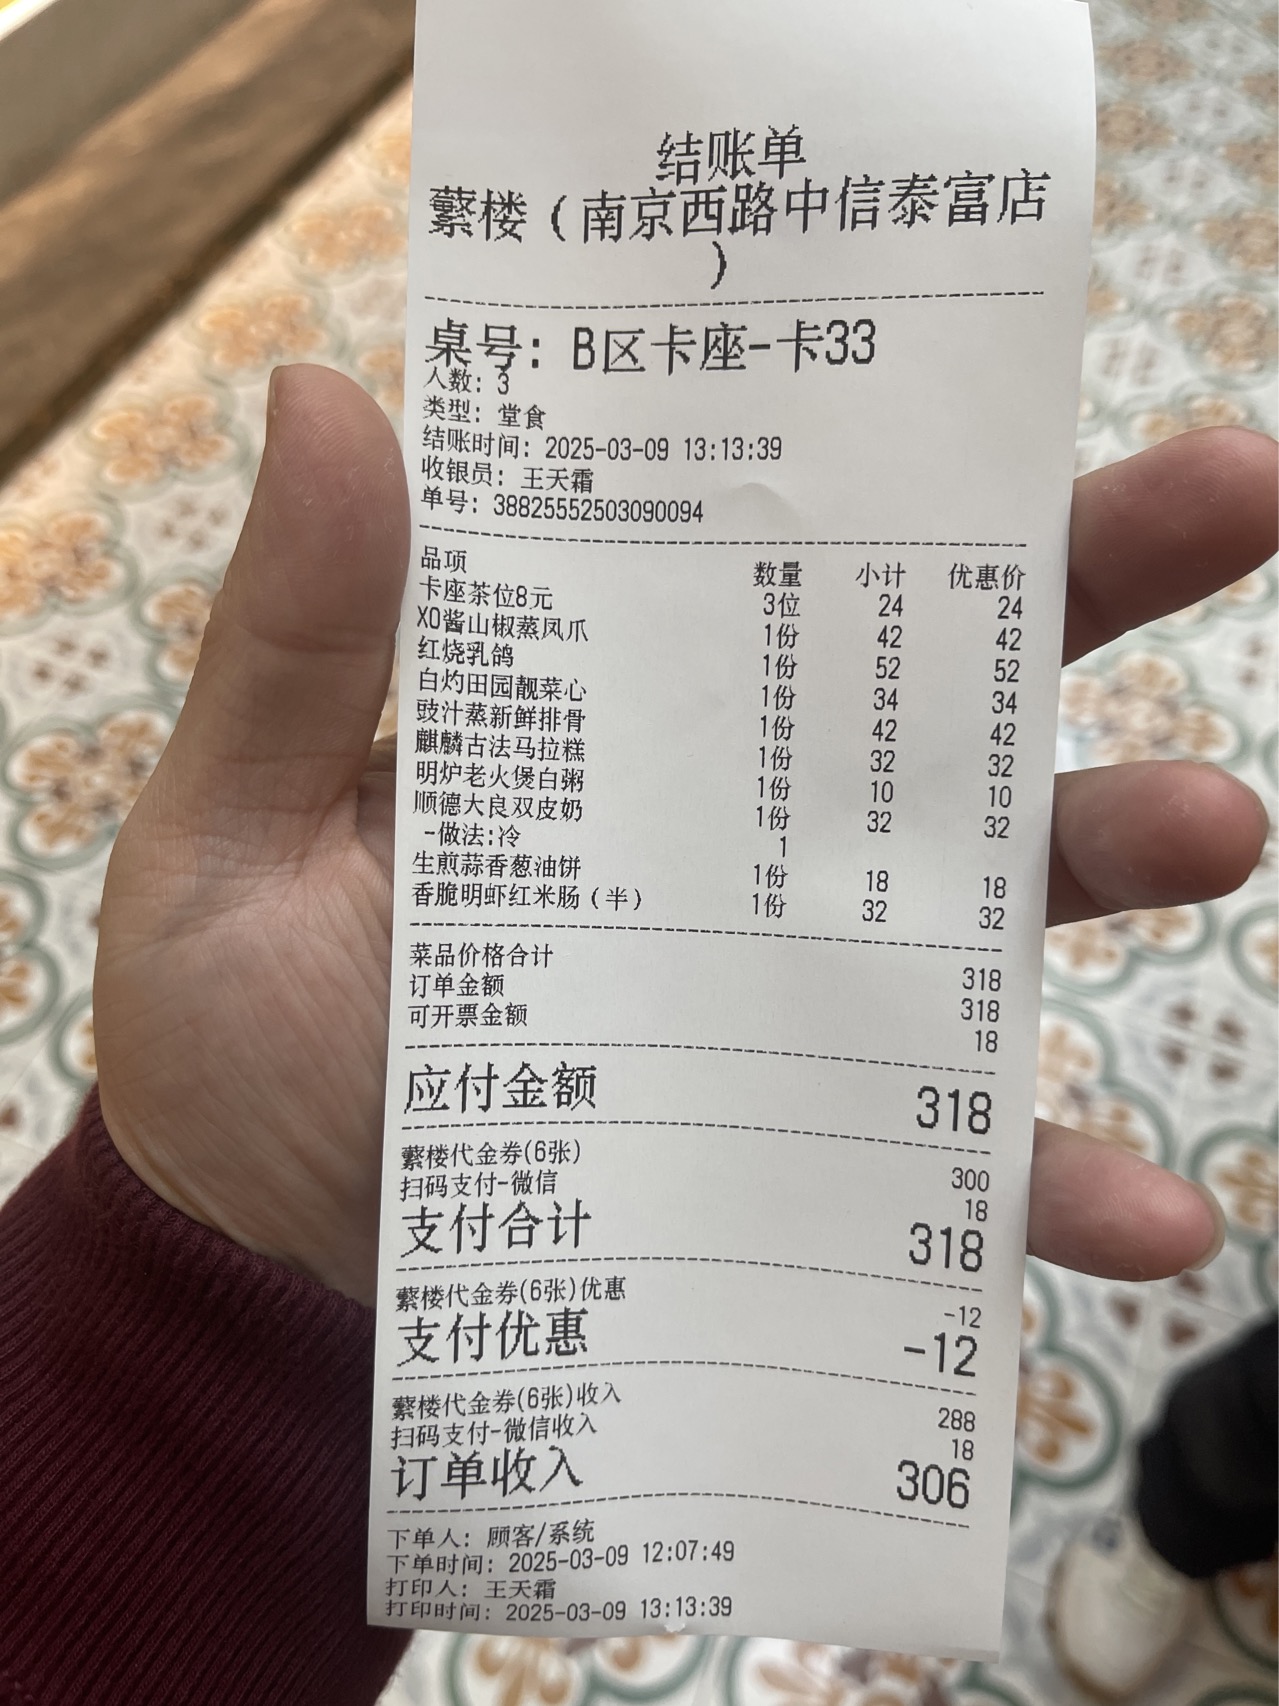 结账单
蘩楼（南京西路中信泰富店
）
桌号：B区卡座-卡33
人数：3
类型：堂食
结账时间：2025-03-09 13:13:39
收银员：王天霜
单号：38825552503090094
品项 数量 小计 优惠价
卡座茶位8元 3位 24 24
XO酱山椒蒸凤爪 1份 42 42
红烧乳鸽 1份 52 52
白灼田园靓菜心 1份 34 34
豉汁蒸新鲜排骨 1份 42 42
麒麟古法马拉糕 1份 32 32
明炉老火煲白粥 1份 10 10
顺德大良双皮奶 1份 32 32
-做法:冷 1
生煎蒜香葱油饼 1份 18 18
香脆明虾红米肠（半） 1份 32 32
菜品价格合计 318
订单金额 318
可开票金额 18
应付金额 318
蘩楼代金券(6张) 300
扫码支付-微信 18
支付合计 318
蘩楼代金券(6张)优惠 -12
支付优惠 -12
蘩楼代金券(6张)收入 288
扫码支付-微信收入 18
订单收入 306
下单人：顾客/系统
下单时间：2025-03-09 12:07:49
打印人：王天霜
打印时间：2025-03-09 13:13:39